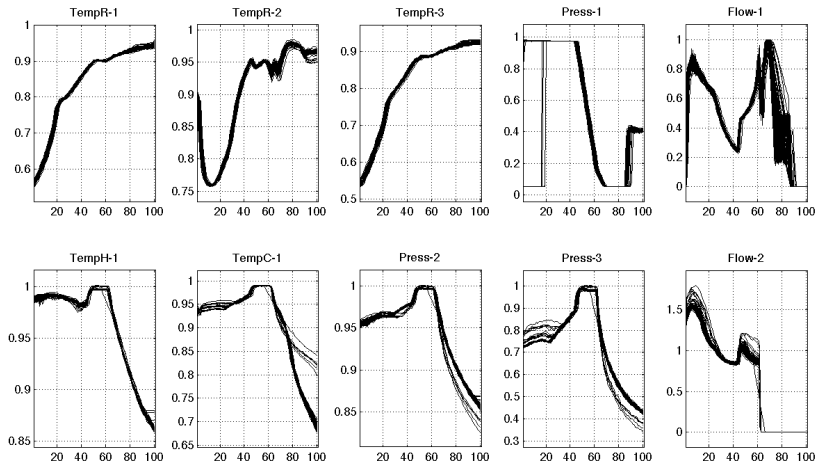 TempR-1 TempR-2 TempR-3 Press-1 Flow-1
1 1 1 1
1 0.9 0.95 0.9 0.8 0.8
0.8 0.9 0.8 0.6 0.6
0.7 0.85 0.7 0.4 0.4
0.8 0.6 0.2 0.2
0.6 0.75 0.5 0 0
20 40 60 80 100 20 40 60 80 100 20 40 60 80 100 20 40 60 80 100 20 40 60 80 100
TempH-1 TempC-1 Press-2 Press-3 Flow-2
1 1 1 1
0.95 0.95 0.9 1.5
0.95 0.9 0.8
0.85 0.9 0.7 1
0.9 0.8 0.6
0.75 0.85 0.5 0.5
0.7 0.4
0.85 0.65 0.3 0
20 40 60 80 100 20 40 60 80 100 20 40 60 80 100 20 40 60 80 100 20 40 60 80 100